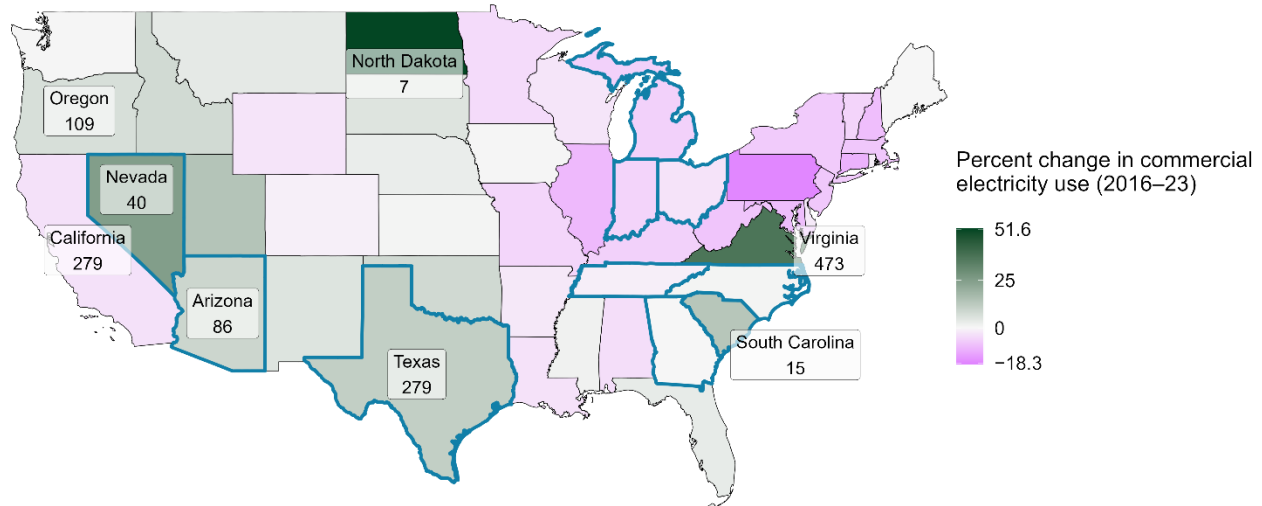 North Dakota
7
Oregon
109
Nevada
40
California
279
Arizona
86
Texas
279
Virginia
473
South Carolina
15
Percent change in commercial
electricity use (2016–23)
51.6
25
0
−18.3